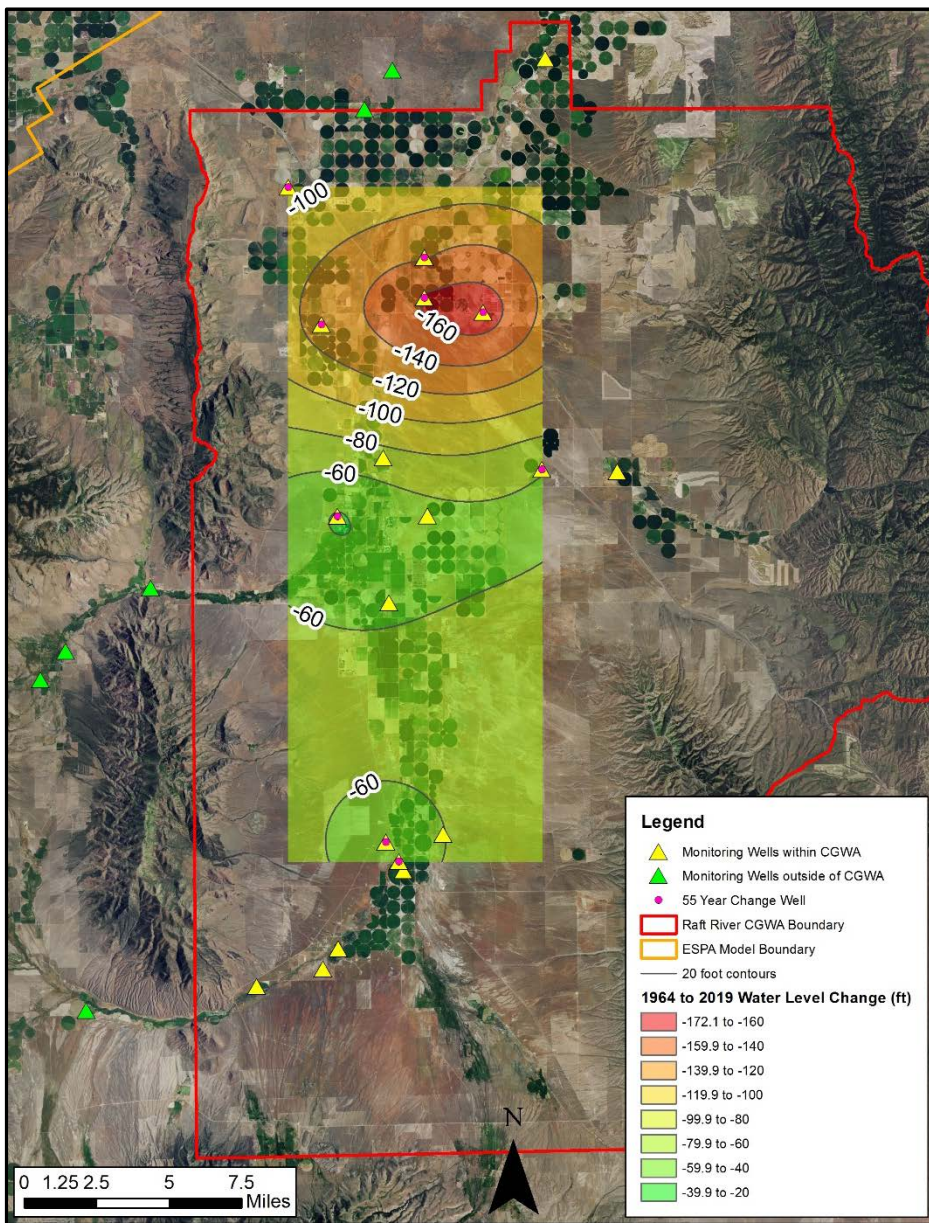 -100
-160
-140
-120
-100
-80
-60
-60
-60
Legend
Monitoring Wells within CGWA
Monitoring Wells outside of CGWA
55 Year Change Well
Raft River CGWA Boundary
ESPA Model Boundary
20 foot contours
1964 to 2019 Water Level Change (ft)
-172.1 to -160
-159.9 to -140
-139.9 to -120
-119.9 to -100
-99.9 to -80
-79.9 to -60
-59.9 to -40
-39.9 to -20
N
0 1.25 2.5 5 7.5
Miles